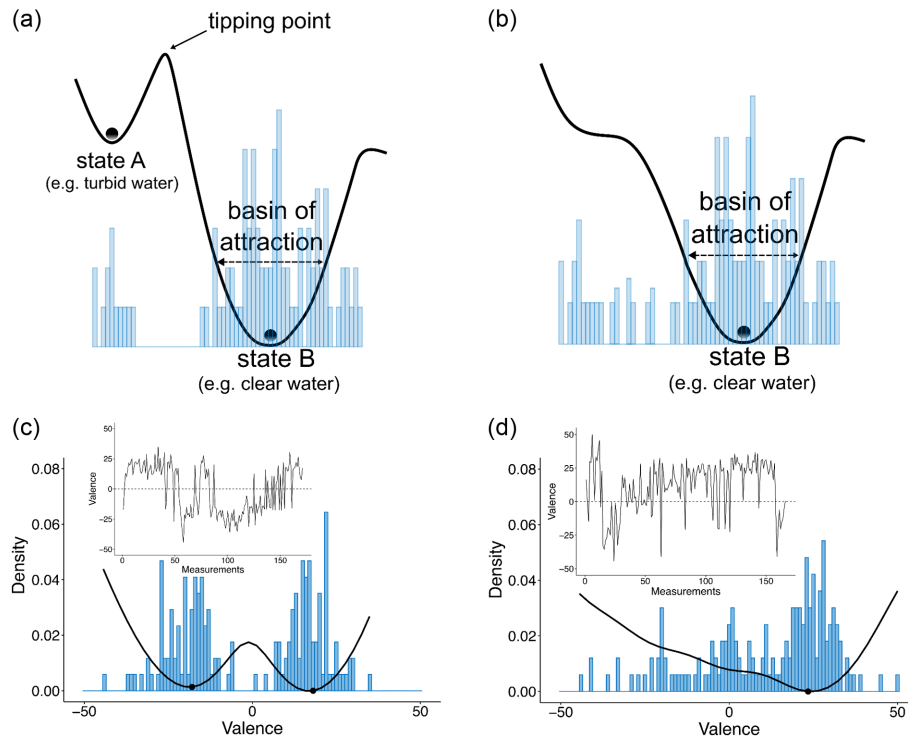 (a)
tipping point
state A
(e.g. turbid water)
basin of
attraction
state B
(e.g. clear water)
(b)
basin of
attraction
state B
(e.g. clear water)
(c)
50
25
0
−25
−50
Valence
0
50
100
150
Measurements
0.08
0.06
0.04
0.02
0.00
Density
−50
0
50
Valence
(d)
50
25
0
−25
−50
Valence
0
50
100
150
Measurements
0.08
0.06
0.04
0.02
0.00
Density
−50
0
50
Valence